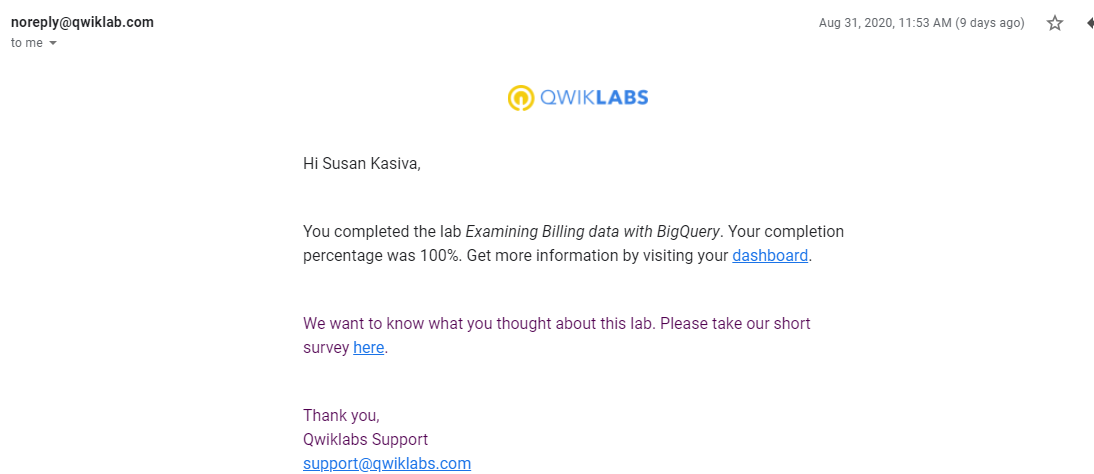 noreply@qwiklab.com
Aug 31, 2020, 11:53 AM (9 days ago)
to me
QWIKLABS
Hi Susan Kasiva,
You completed the lab Examining Billing data with BigQuery. Your completion
percentage was 100%. Get more information by visiting your dashboard.
We want to know what you thought about this lab. Please take our short
survey here.
Thank you,
Qwiklabs Support
support@qwiklabs.com